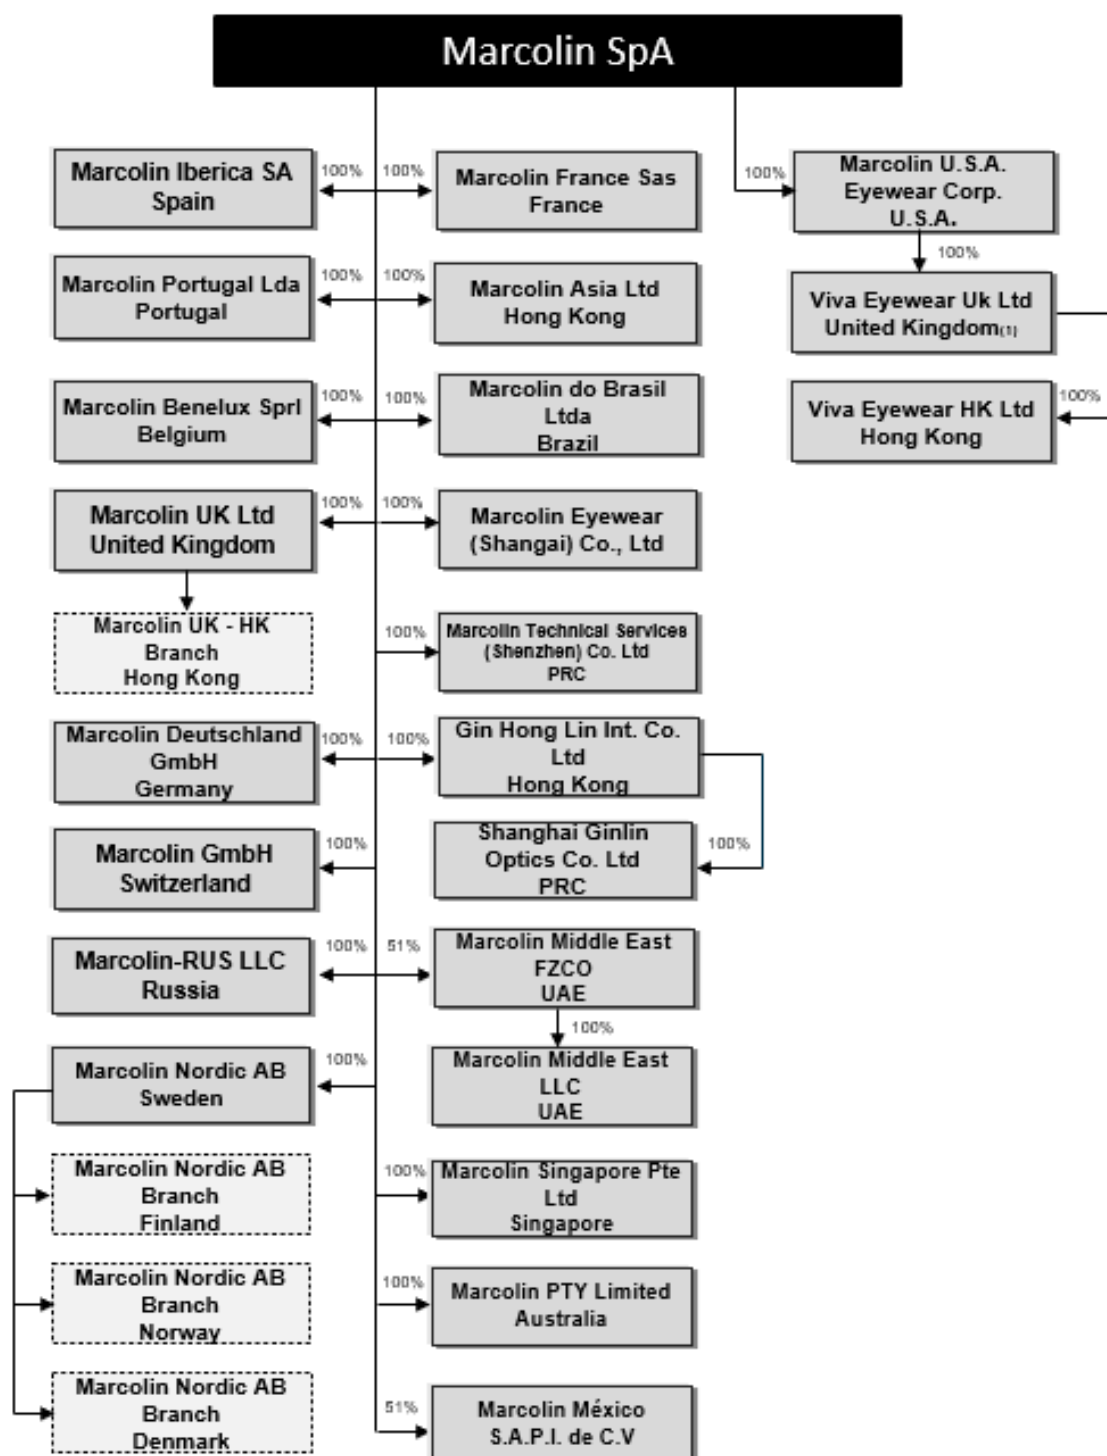 Marcolin SpA
Marcolin Iberica SA
Spain
100%
100%
Marcolin France Sas
France
100%
Marcolin U.S.A.
Eyewear Corp.
U.S.A.
100%
Marcolin Portugal Lda
Portugal
100%
100%
Marcolin Asia Ltd
Hong Kong
Viva Eyewear Uk Ltd
United Kingdom(1)
Marcolin Benelux Sprl
Belgium
100%
100%
Marcolin do Brasil
Ltda
Brazil
Viva Eyewear HK Ltd
Hong Kong
100%
Marcolin UK Ltd
United Kingdom
100%
100%
Marcolin Eyewear
(Shangai) Co., Ltd
Marcolin UK - HK
Branch
Hong Kong
100%
Marcolin Technical Services
(Shenzhen) Co. Ltd
PRC
Marcolin Deutschland
GmbH
Germany
100%
100%
Gin Hong Lin Int. Co.
Ltd
Hong Kong
Marcolin GmbH
Switzerland
100%
Shanghai Ginlin
Optics Co. Ltd
PRC
100%
Marcolin-RUS LLC
Russia
100%
51%
Marcolin Middle East
FZCO
UAE
100%
Marcolin Nordic AB
Sweden
100%
Marcolin Middle East
LLC
UAE
Marcolin Nordic AB
Branch
Finland
100%
Marcolin Singapore Pte
Ltd
Singapore
Marcolin Nordic AB
Branch
Norway
100%
Marcolin PTY Limited
Australia
Marcolin Nordic AB
Branch
Denmark
51%
Marcolin México
S.A.P.I. de C.V